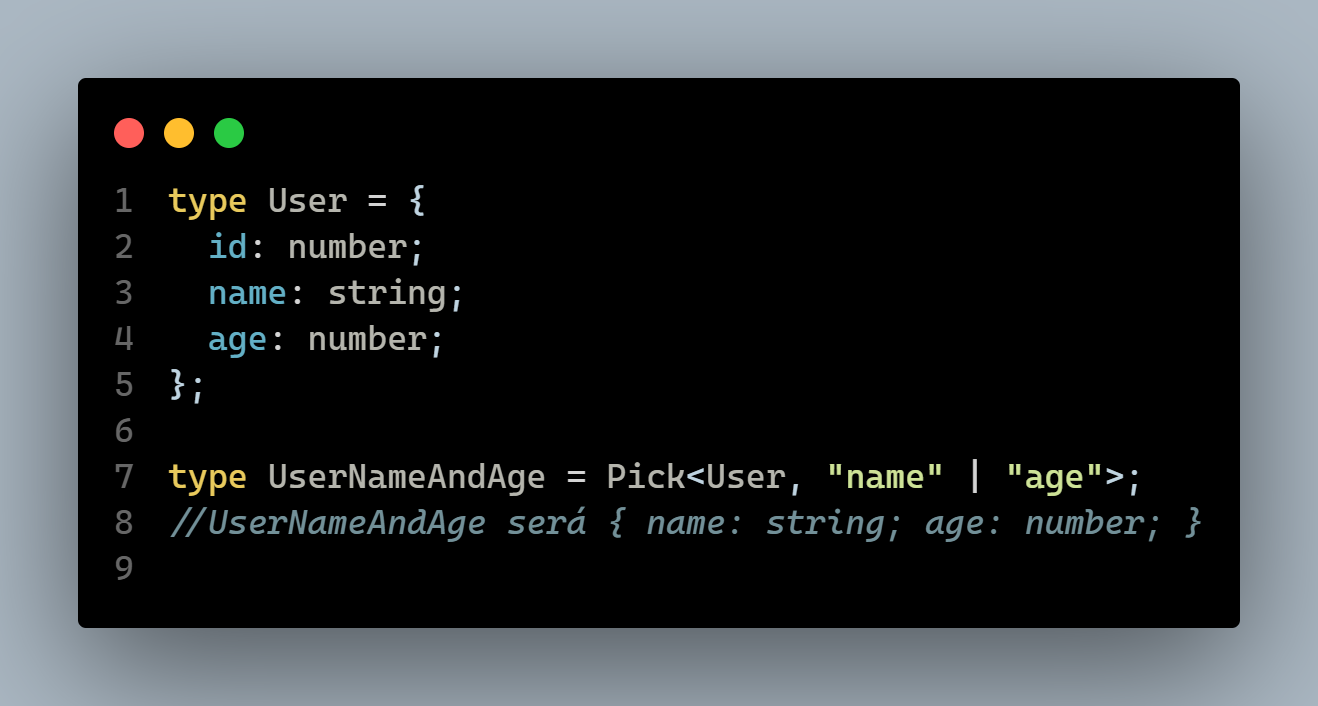 1 type User = {
2   id: number;
3   name: string;
4   age: number;
5 };
6
7 type UserNameAndAge = Pick<User, "name" | "age">;
8 //UserNameAndAge será { name: string; age: number; }
9